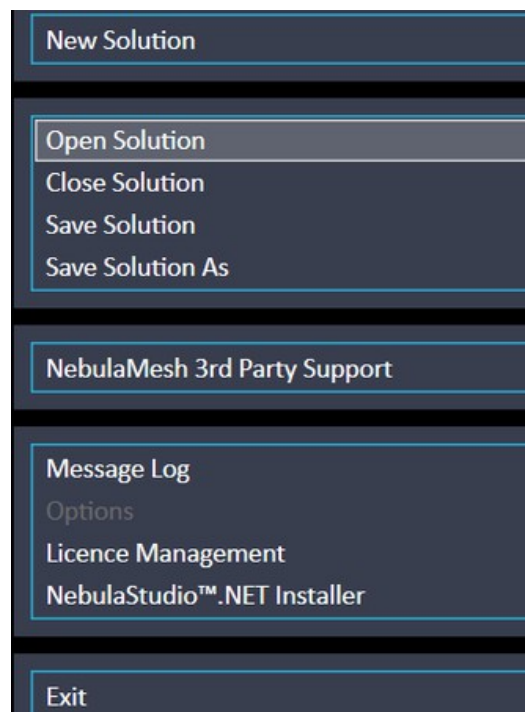 New Solution
Open Solution
Close Solution
Save Solution
Save Solution As
NebulaMesh 3rd Party Support
Message Log
Options
Licence Management
NebulaStudio™.NET Installer
Exit